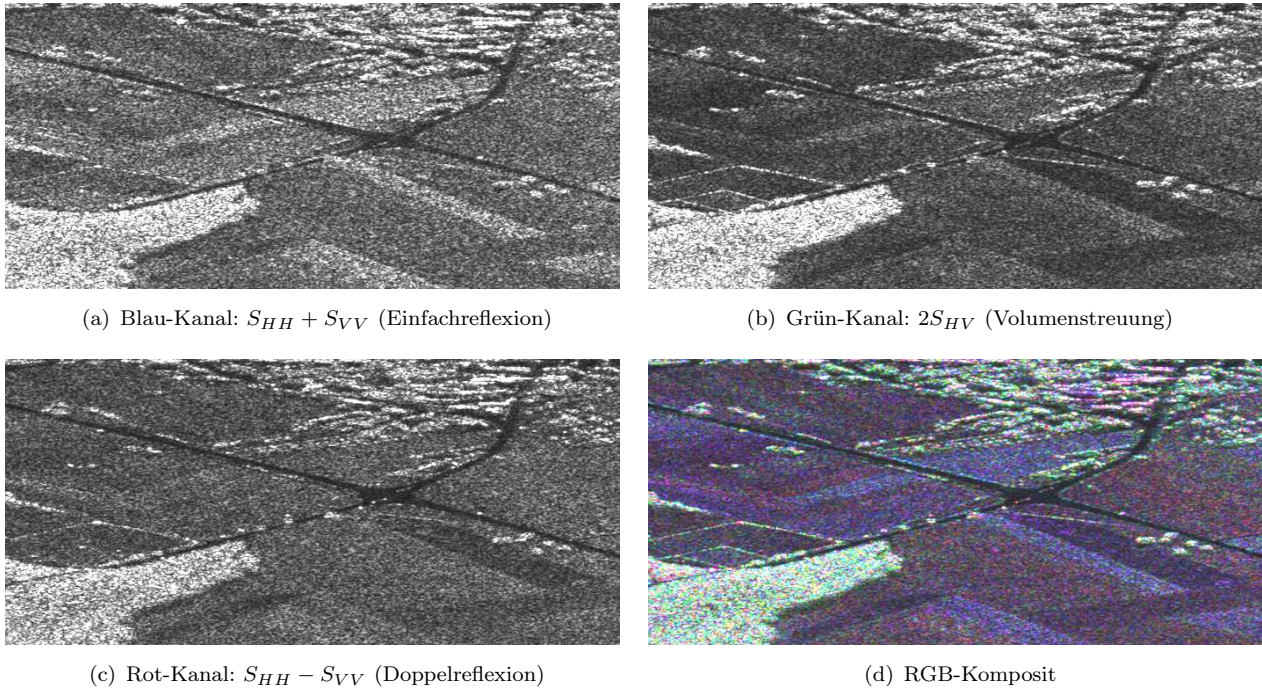 (a) Blau-Kanal: S_{HH} + S_{VV} (Einfachreflexion)
(b) Grün-Kanal: 2S_{HV} (Volumenstreuung)
(c) Rot-Kanal: S_{HH} − S_{VV} (Doppelreflexion)
(d) RGB-Komposit